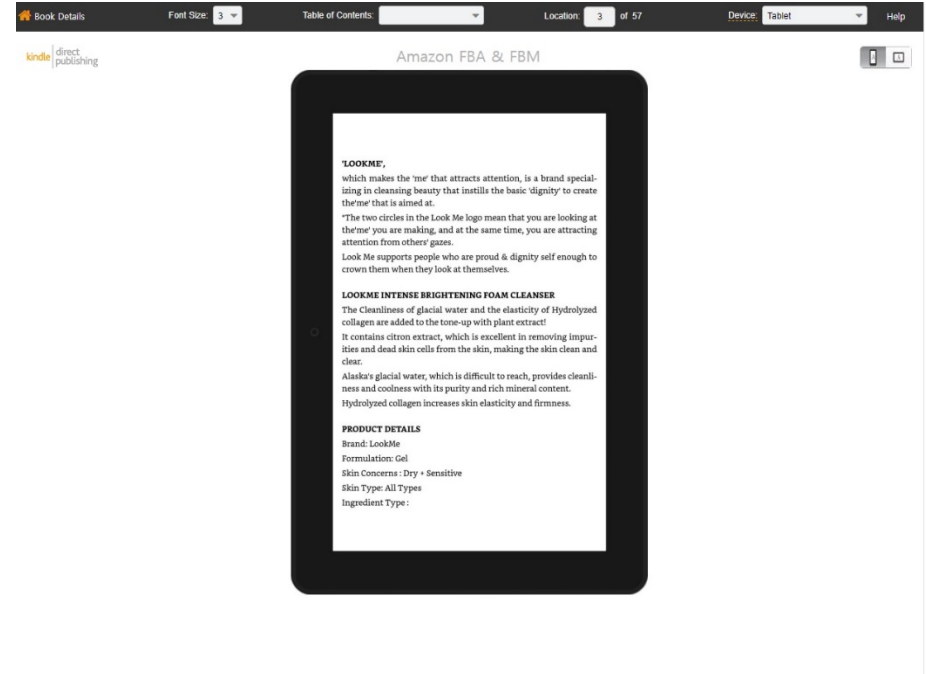 Book Details
Font Size: 3
Table of Contents:
Location: 3 of 57
Device: Tablet
Help
kindle direct publishing
Amazon FBA & FBM
'LOOKME',
which makes the 'me' that attracts attention, is a brand special-
izing in cleansing beauty that instills the basic 'dignity' to create
the'me' that is aimed at.
"The two circles in the Look Me logo mean that you are looking at
the'me' you are making, and at the same time, you are attracting
attention from others' gazes.
Look Me supports people who are proud & dignity self enough to
crown them when they look at themselves.
LOOKME INTENSE BRIGHTENING FOAM CLEANSER
The Cleanliness of glacial water and the elasticity of Hydrolyzed
collagen are added to the tone-up with plant extract!
It contains citron extract, which is excellent in removing impur-
ities and dead skin cells from the skin, making the skin clean and
clear.
Alaska's glacial water, which is difficult to reach, provides cleanli-
ness and coolness with its purity and rich mineral content.
Hydrolyzed collagen increases skin elasticity and firmness.
PRODUCT DETAILS
Brand: LookMe
Formulation: Gel
Skin Concerns : Dry + Sensitive
Skin Type: All Types
Ingredient Type :